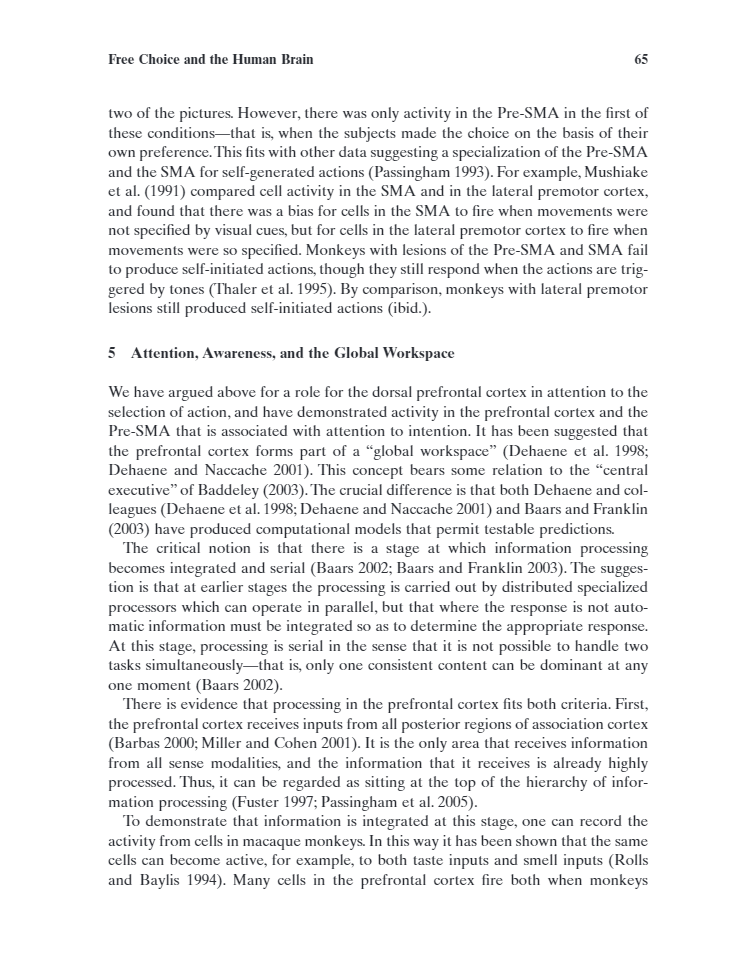 Free Choice and the Human Brain 65
two of the pictures. However, there was only activity in the Pre-SMA in the first of
these conditions—that is, when the subjects made the choice on the basis of their
own preference. This fits with other data suggesting a specialization of the Pre-SMA
and the SMA for self-generated actions (Passingham 1993). For example, Mushiake
et al. (1991) compared cell activity in the SMA and in the lateral premotor cortex,
and found that there was a bias for cells in the SMA to fire when movements were
not specified by visual cues, but for cells in the lateral premotor cortex to fire when
movements were so specified. Monkeys with lesions of the Pre-SMA and SMA fail
to produce self-initiated actions, though they still respond when the actions are trig-
gered by tones (Thaler et al. 1995). By comparison, monkeys with lateral premotor
lesions still produced self-initiated actions (ibid.).
5 Attention, Awareness, and the Global Workspace
We have argued above for a role for the dorsal prefrontal cortex in attention to the
selection of action, and have demonstrated activity in the prefrontal cortex and the
Pre-SMA that is associated with attention to intention. It has been suggested that
the prefrontal cortex forms part of a “global workspace” (Dehaene et al. 1998;
Dehaene and Naccache 2001). This concept bears some relation to the “central
executive” of Baddeley (2003). The crucial difference is that both Dehaene and col-
leagues (Dehaene et al. 1998; Dehaene and Naccache 2001) and Baars and Franklin
(2003) have produced computational models that permit testable predictions.
The critical notion is that there is a stage at which information processing
becomes integrated and serial (Baars 2002; Baars and Franklin 2003). The sugges-
tion is that at earlier stages the processing is carried out by distributed specialized
processors which can operate in parallel, but that where the response is not auto-
matic information must be integrated so as to determine the appropriate response.
At this stage, processing is serial in the sense that it is not possible to handle two
tasks simultaneously—that is, only one consistent content can be dominant at any
one moment (Baars 2002).
There is evidence that processing in the prefrontal cortex fits both criteria. First,
the prefrontal cortex receives inputs from all posterior regions of association cortex
(Barbas 2000; Miller and Cohen 2001). It is the only area that receives information
from all sense modalities, and the information that it receives is already highly
processed. Thus, it can be regarded as sitting at the top of the hierarchy of infor-
mation processing (Fuster 1997; Passingham et al. 2005).
To demonstrate that information is integrated at this stage, one can record the
activity from cells in macaque monkeys. In this way it has been shown that the same
cells can become active, for example, to both taste inputs and smell inputs (Rolls
and Baylis 1994). Many cells in the prefrontal cortex fire both when monkeys